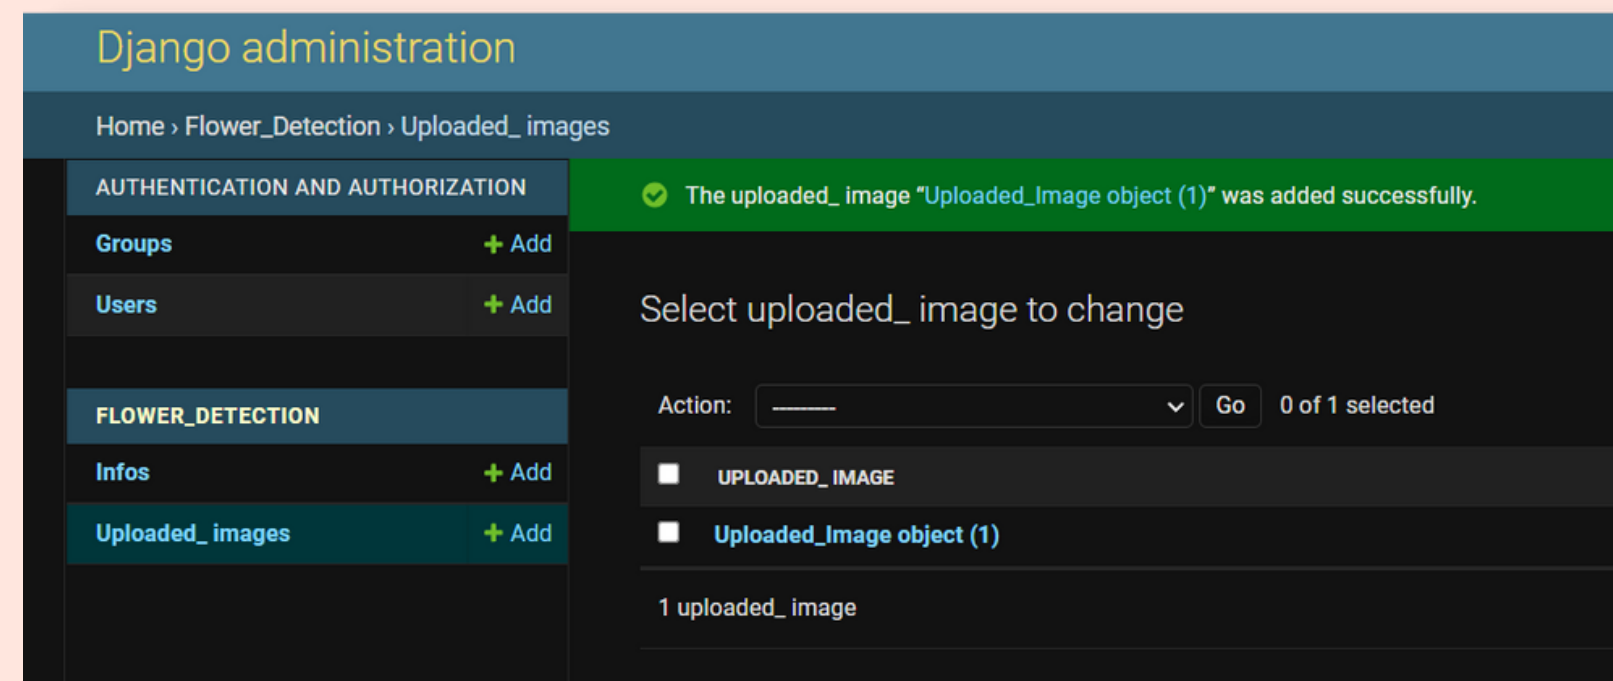 Django administration
Home › Flower_Detection › Uploaded_ images
AUTHENTICATION AND AUTHORIZATION
Groups + Add
Users + Add
FLOWER_DETECTION
Infos + Add
Uploaded_ images + Add
The uploaded_ image “Uploaded_Image object (1)” was added successfully.
Select uploaded_ image to change
Action: --------- Go 0 of 1 selected
UPLOADED_ IMAGE
Uploaded_Image object (1)
1 uploaded_ image